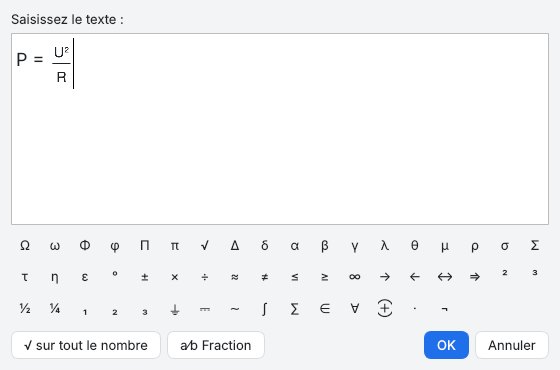 Saisissez le texte :
P = U²/R
Ω ω Φ φ Π π √ Δ δ α β γ λ θ μ ρ σ Σ
τ η ε ° ± × ÷ ≈ ≠ ≤ ≥ ∞ → ← ↔ ⇒ ² ³
½ ¼ ₁ ₂ ₃ ⏚ ⎓ ~ ∫ ∑ ∈ ∀ ⨁ · ¬
√ sur tout le nombre a⁄b Fraction OK Annuler